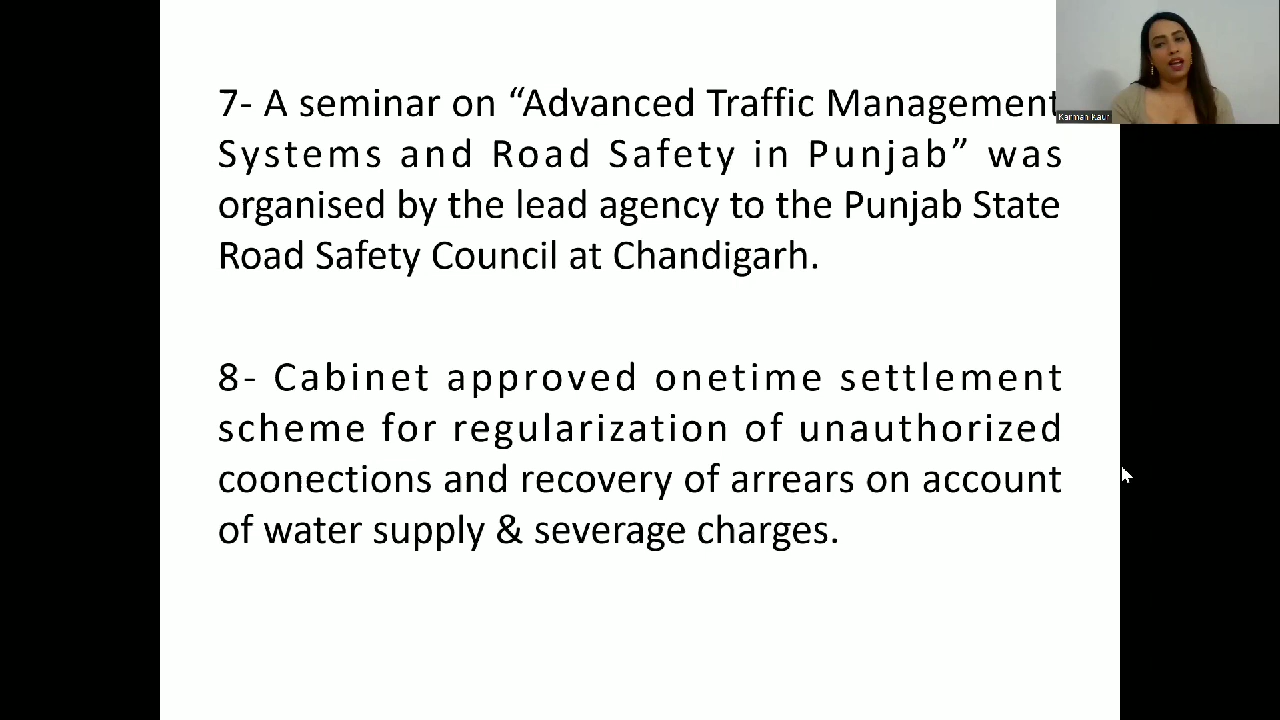 7- A seminar on “Advanced Traffic Management
Systems and Road Safety in Punjab” was
organised by the lead agency to the Punjab State
Road Safety Council at Chandigarh.
8- Cabinet approved onetime settlement
scheme for regularization of unauthorized
coonections and recovery of arrears on account
of water supply & severage charges.
Karman Kaur